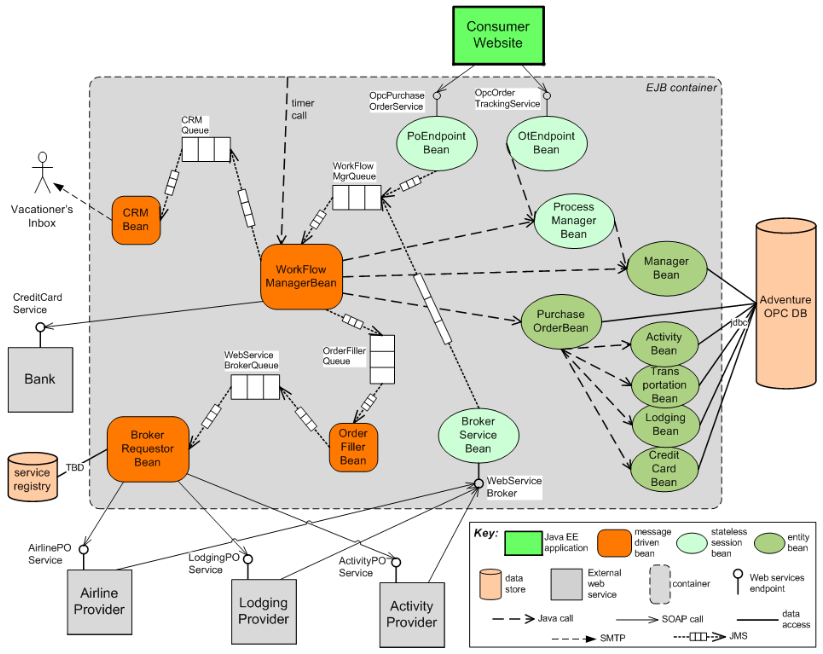 Consumer
Website
EJB container
OpcPurchase
OrderService
OpcOrder
TrackingService
timer
call
CRM
Queue
PoEndpoint
Bean
OtEndpoint
Bean
WorkFlow
MgrQueue
Vacationer's
Inbox
CRM
Bean
Process
Manager
Bean
WorkFlow
ManagerBean
Manager
Bean
Adventure
OPC DB
jdbc
CreditCard
Service
Bank
Purchase
OrderBean
Activity
Bean
Trans
portation
Bean
Lodging
Bean
Credit
Card
Bean
WebService
BrokerQueue
OrderFiller
Queue
Broker
Requestor
Bean
Order
Filler
Bean
Broker
Service
Bean
service
registry
TBD
WebService
Broker
AirlinePO
Service
LodgingPO
Service
ActivityPO
Service
Airline
Provider
Lodging
Provider
Activity
Provider
Key:
Java EE
application
message
driven
bean
stateless
session
bean
entity
bean
data
store
External
web
service
container
Web services
endpoint
Java call
SOAP call
data
access
SMTP
JMS